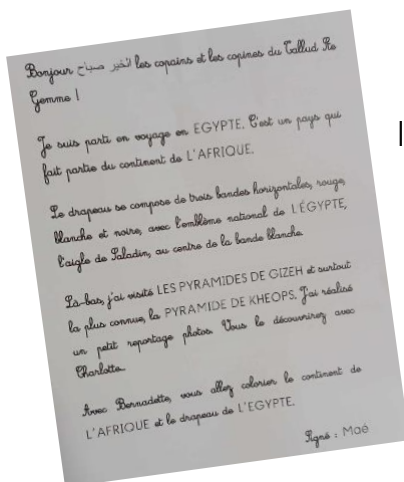 Bonjour صباح الخير les copains et les copines du Tallud Ste
Gemme !
Je suis parti en voyage en EGYPTE. C'est un pays qui
fait partie du continent de L'AFRIQUE.
Le drapeau se compose de trois bandes horizontales, rouge,
blanche et noire, avec l'emblème national de L'ÉGYPTE,
l'aigle de Saladin, au centre de la bande blanche.
Là-bas, j'ai visité LES PYRAMIDES DE GIZEH et surtout
la plus connue, la PYRAMIDE DE KHEOPS. J'ai réalisé
un petit reportage photos. Vous le découvrirez avec
Charlotte.
Avec Bernadette, vous allez colorier le continent de
L'AFRIQUE et le drapeau de L'EGYPTE.
Signé : Maé